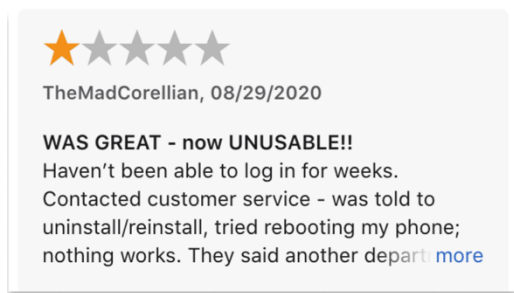 TheMadCorellian, 08/29/2020
WAS GREAT - now UNUSABLE!!
Haven’t been able to log in for weeks.
Contacted customer service - was told to
uninstall/reinstall, tried rebooting my phone;
nothing works. They said another depart more